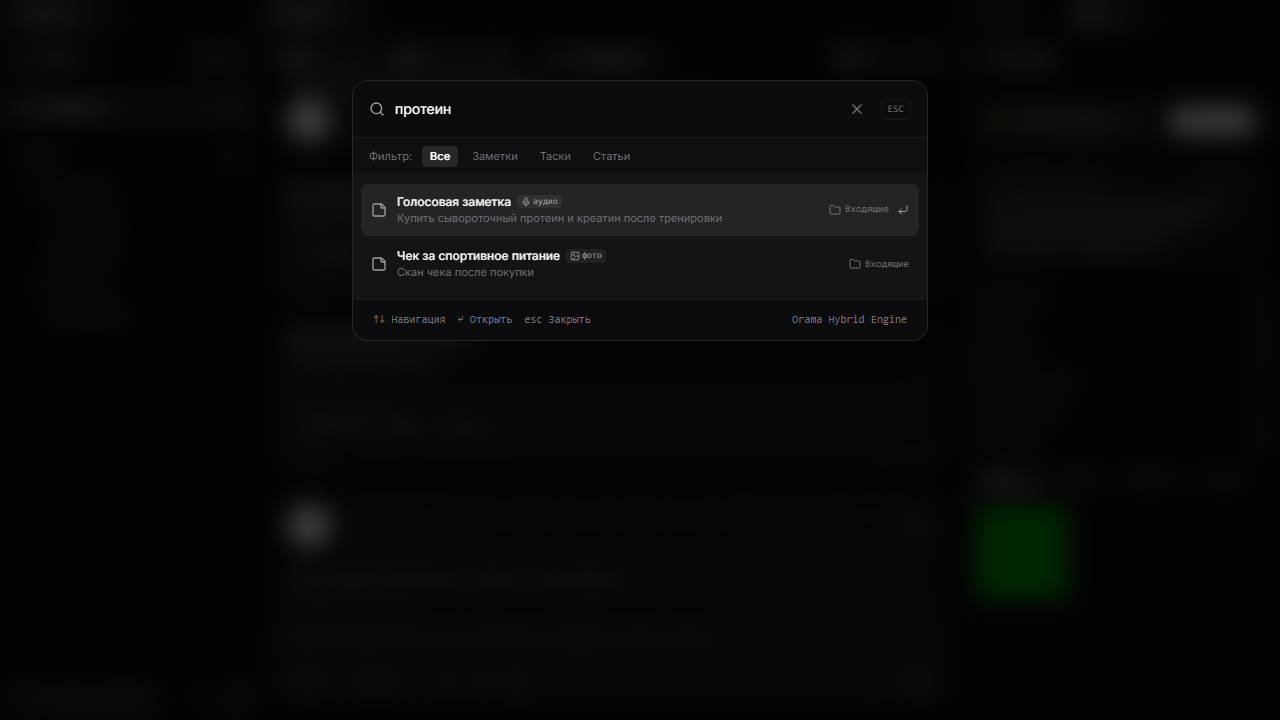 протеин
ESC
Фильтр: Все Заметки Таски Статьи
Голосовая заметка аудио
Купить сывороточный протеин и креатин после тренировки
Входящие
Чек за спортивное питание фото
Скан чека после покупки
Входящие
↑↓ Навигация ↵ Открыть esc Закрыть
Orama Hybrid Engine